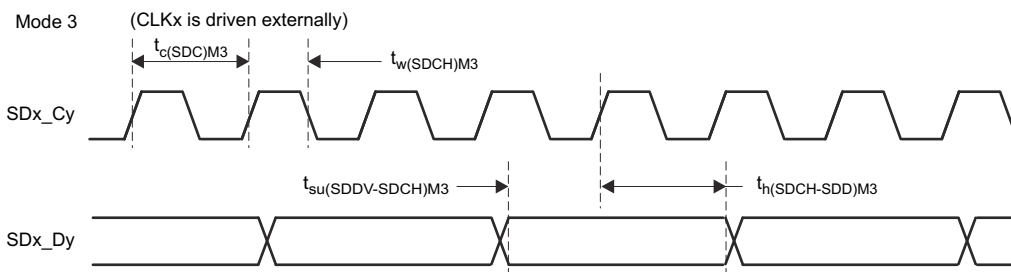 Mode 3 (CLKx is driven externally)
tc(SDC)M3
tw(SDCH)M3
SDx_Cy
tsu(SDDV-SDCH)M3
th(SDCH-SDD)M3
SDx_Dy